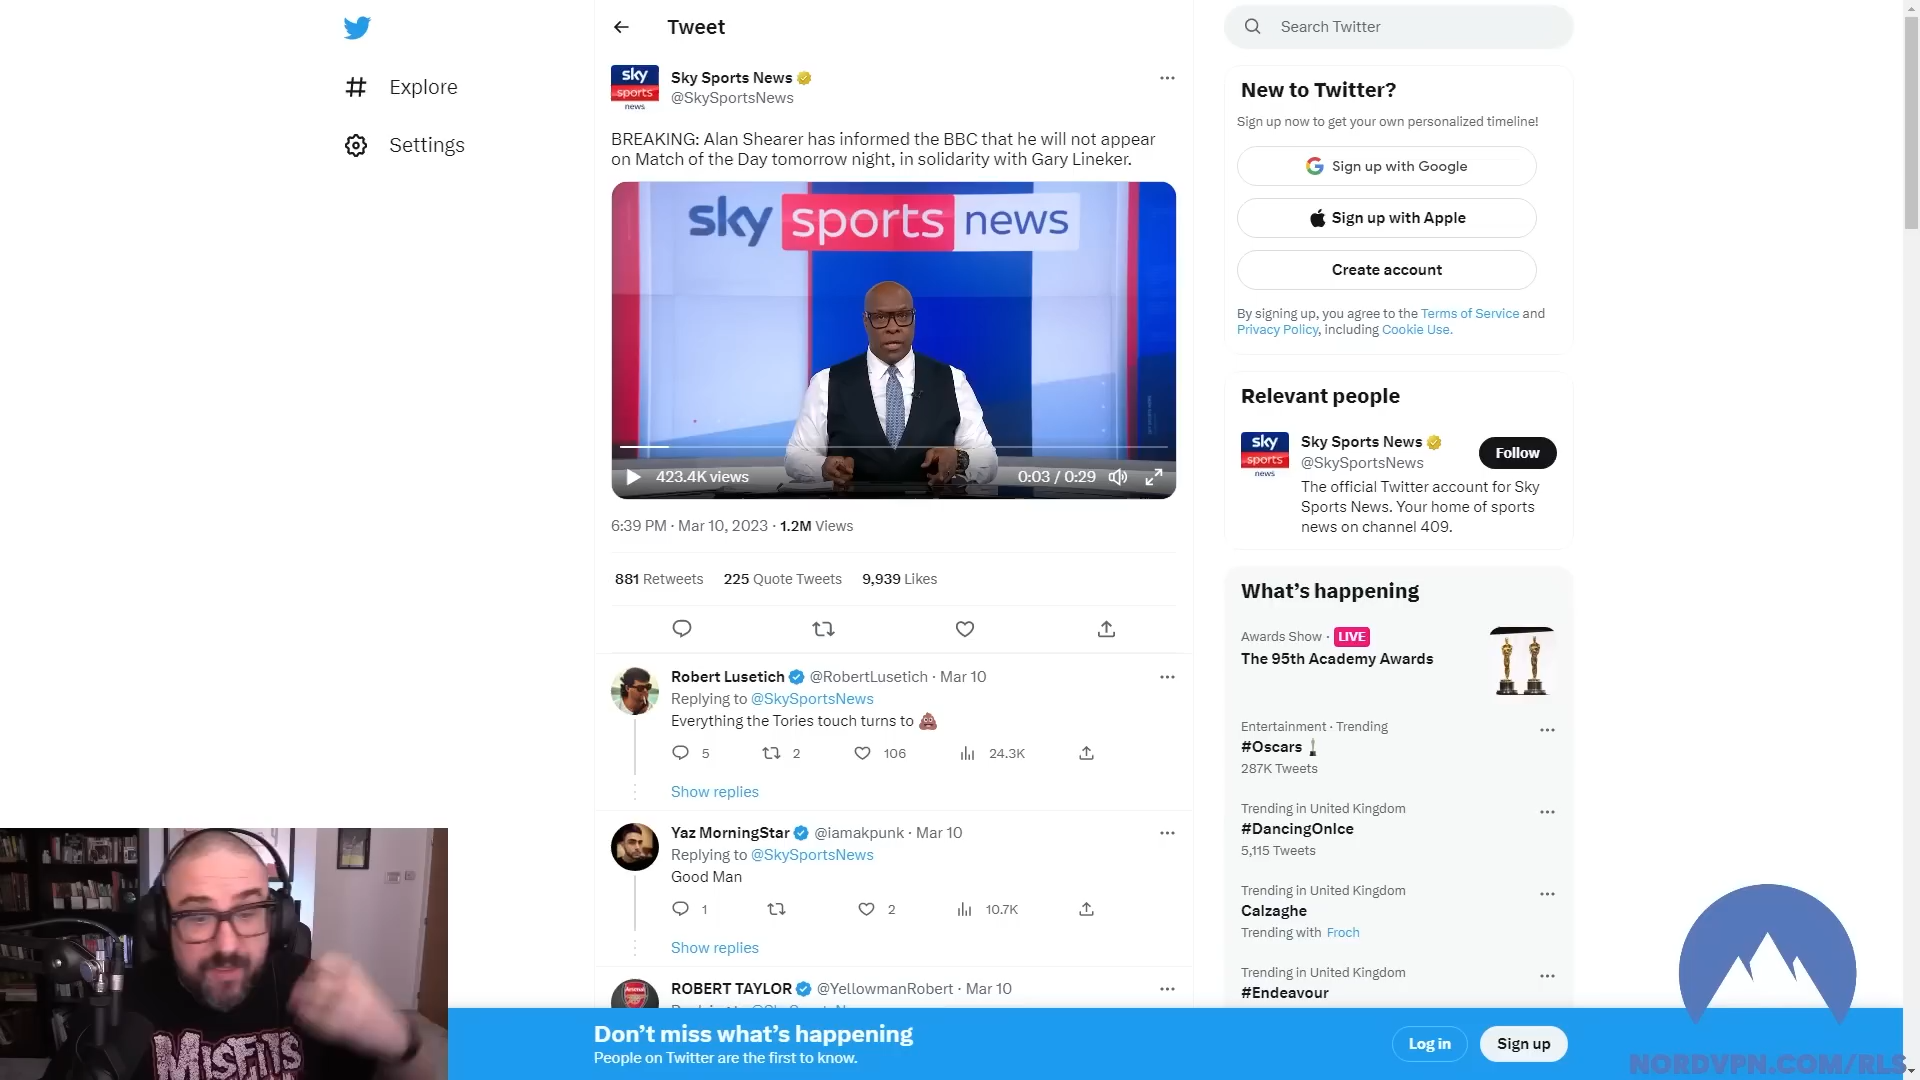 Tweet
Search Twitter
Explore
Settings
sky
sports
news
Sky Sports News
@SkySportsNews
BREAKING: Alan Shearer has informed the BBC that he will not appear
on Match of the Day tomorrow night, in solidarity with Gary Lineker.
sky sports news
423.4K views
0:03 / 0:29
6:39 PM · Mar 10, 2023 · 1.2M Views
881 Retweets 225 Quote Tweets 9,939 Likes
Robert Lusetich @RobertLusetich · Mar 10
Replying to @SkySportsNews
Everything the Tories touch turns to 💩
5 2 106 24.3K
Show replies
Yaz MorningStar @iamakpunk · Mar 10
Replying to @SkySportsNews
Good Man
1 2 10.7K
Show replies
ROBERT TAYLOR @YellowmanRobert · Mar 10
Arsenal
New to Twitter?
Sign up now to get your own personalized timeline!
Sign up with Google
Sign up with Apple
Create account
By signing up, you agree to the Terms of Service and
Privacy Policy, including Cookie Use.
Relevant people
sky
sports
news
Sky Sports News
@SkySportsNews
Follow
The official Twitter account for Sky
Sports News. Your home of sports
news on channel 409.
What's happening
Awards Show · LIVE
The 95th Academy Awards
Entertainment · Trending
#Oscars
287K Tweets
Trending in United Kingdom
#DancingOnIce
5,115 Tweets
Trending in United Kingdom
Calzaghe
Trending with Froch
Trending in United Kingdom
#Endeavour
MISFITS
Don't miss what's happening
People on Twitter are the first to know.
Log in
Sign up
NORDVPN.COM/RLS